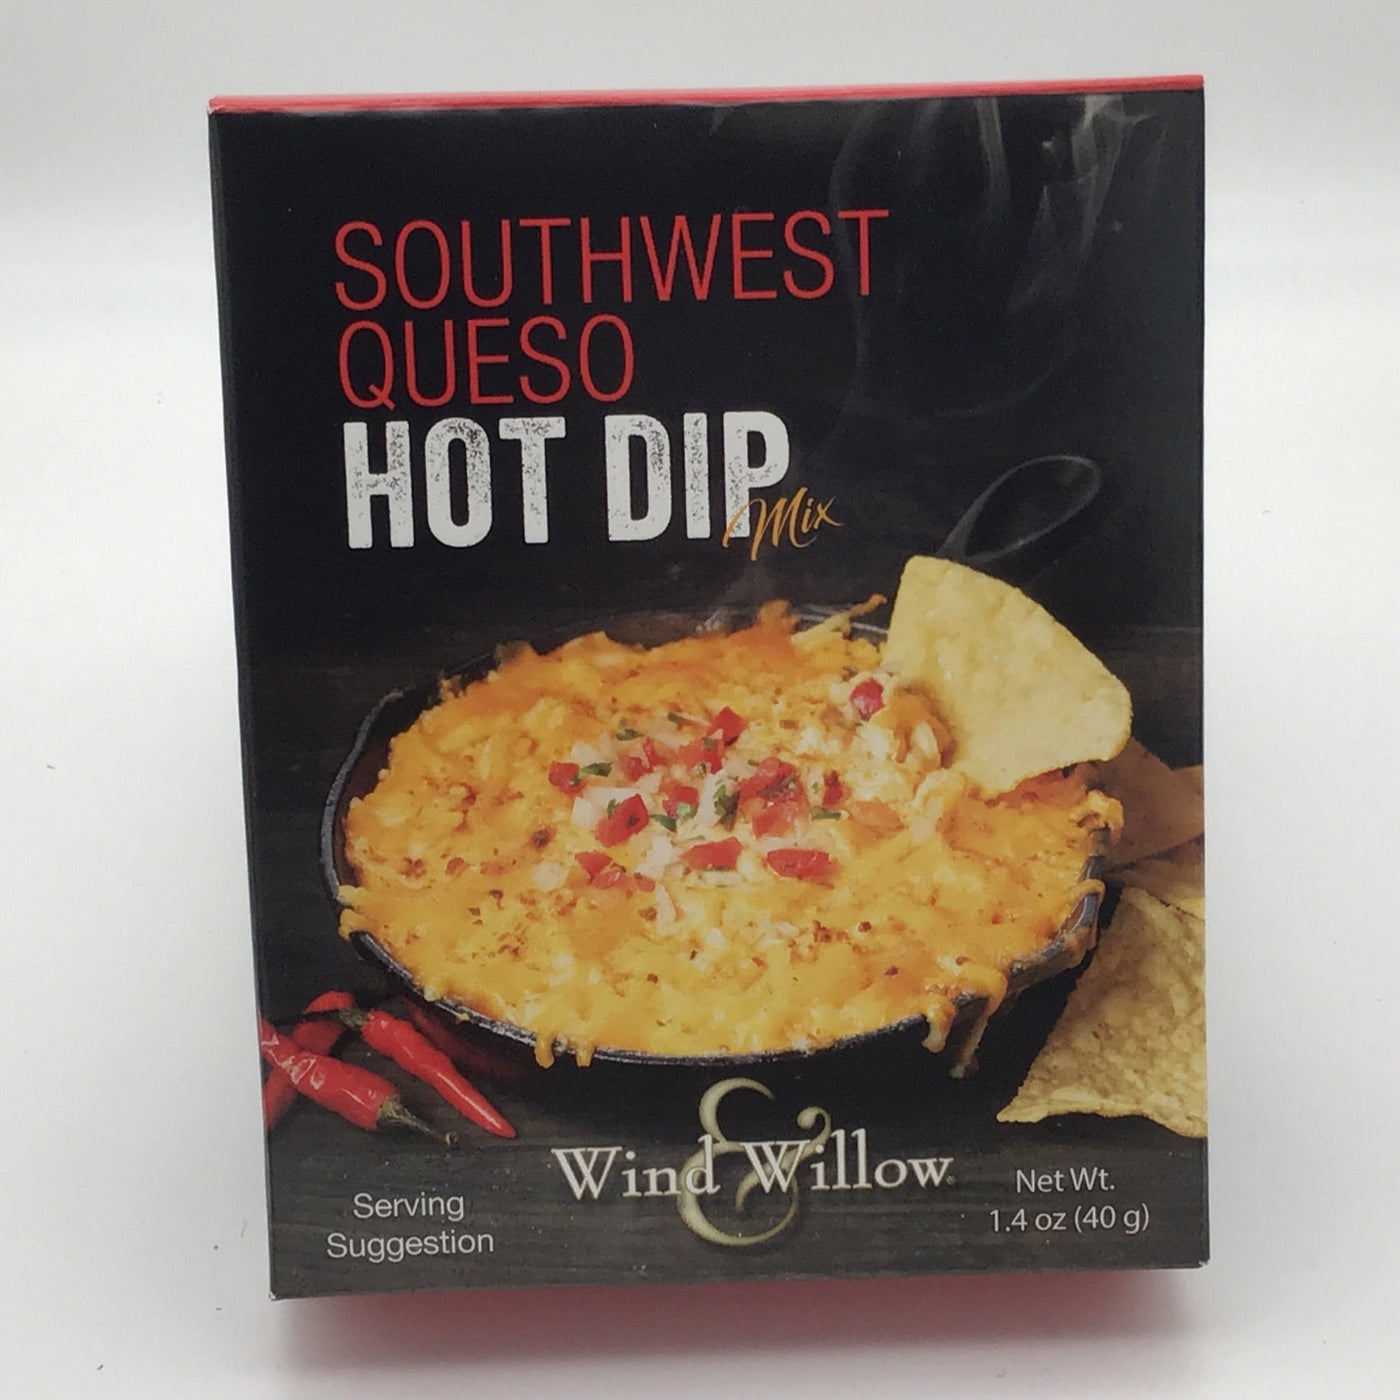 SOUTHWEST
QUESO
HOT DIP
Mix
Wind & Willow
Serving
Suggestion
Net Wt.
1.4 oz (40 g)